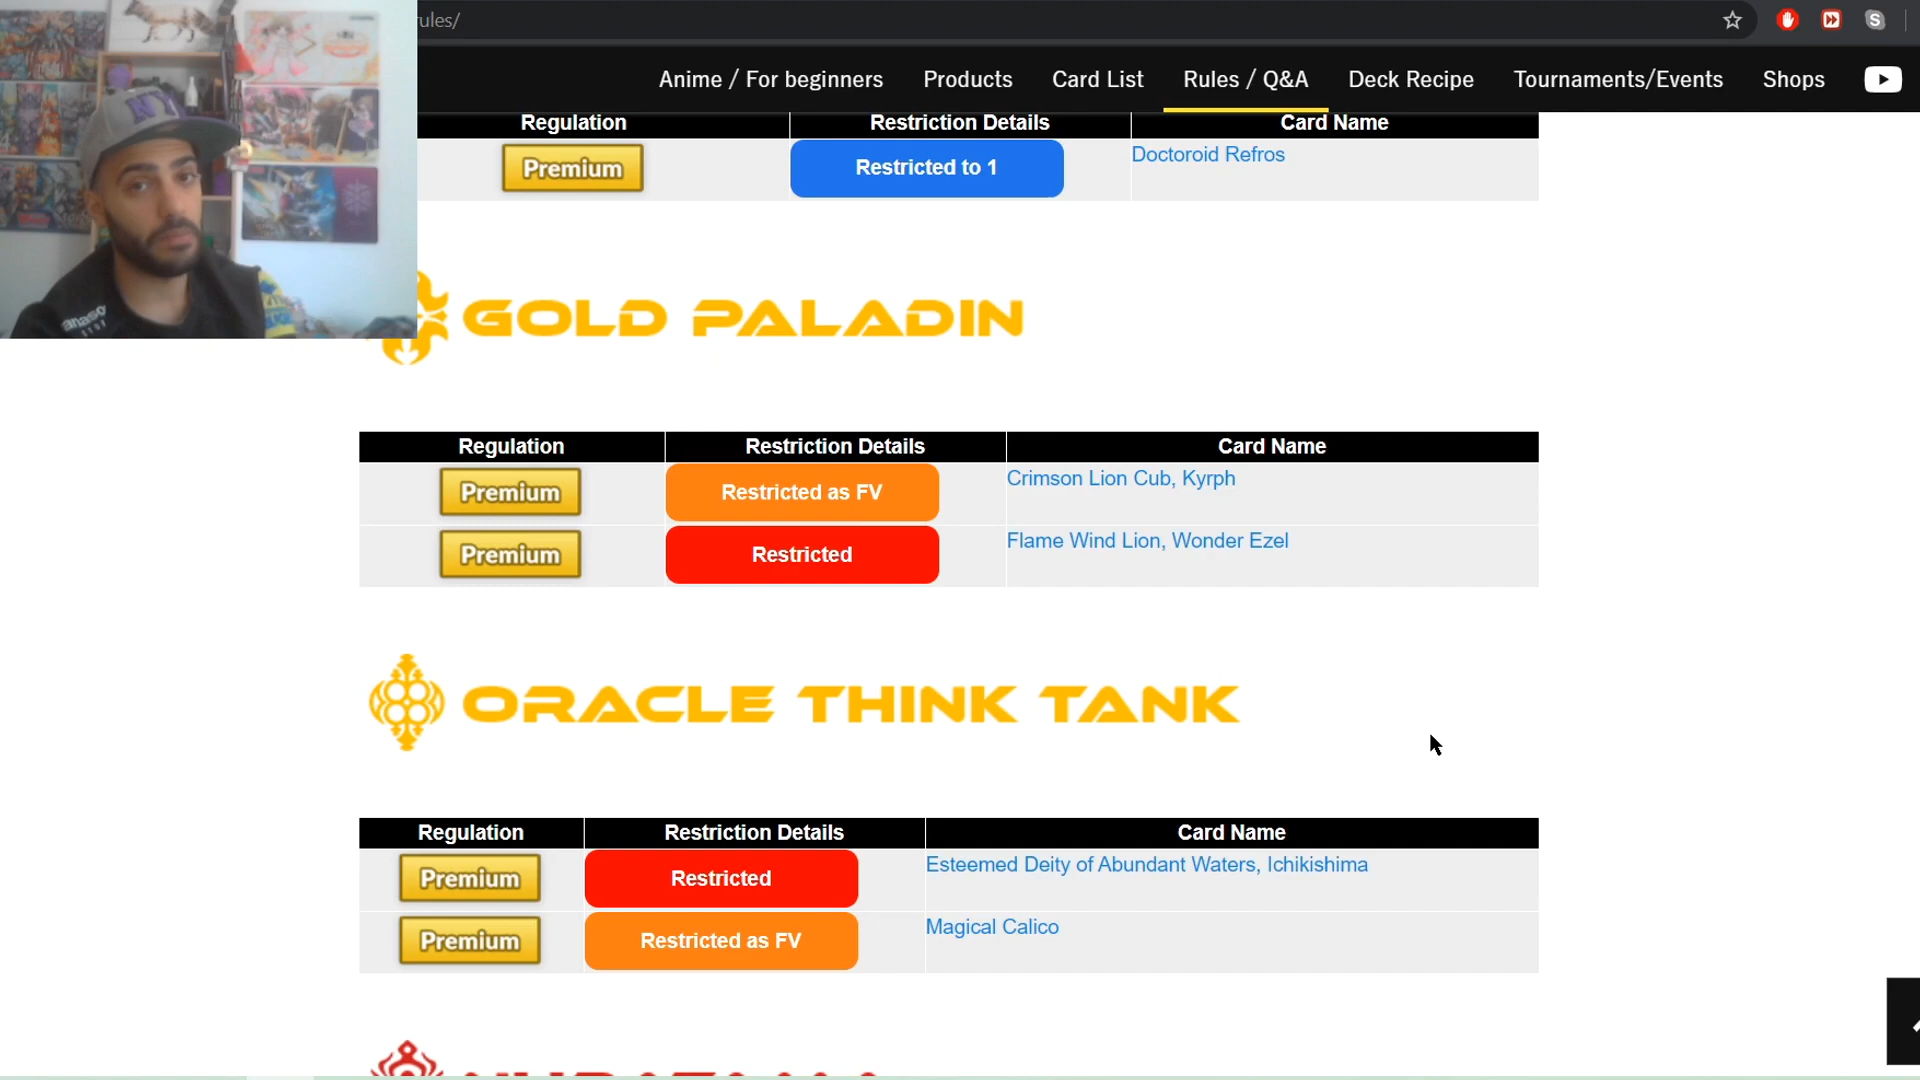 rules/
S
Anime / For beginners Products Card List Rules / Q&A Deck Recipe Tournaments/Events Shops
Regulation Restriction Details Card Name
Premium Restricted to 1 Doctoroid Refros
GOLD PALADIN
Regulation Restriction Details Card Name
Premium Restricted as FV Crimson Lion Cub, Kyrph
Premium Restricted Flame Wind Lion, Wonder Ezel
ORACLE THINK TANK
Regulation Restriction Details Card Name
Premium Restricted Esteemed Deity of Abundant Waters, Ichikishima
Premium Restricted as FV Magical Calico